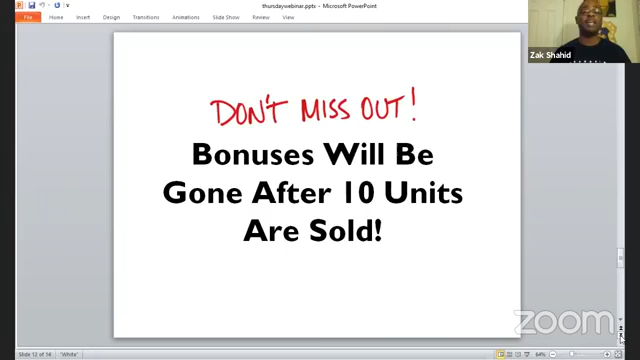 thursdaywebinar.ppts - Microsoft PowerPoint
File Home Insert Design Transitions Animations Slide Show Review View
Zak Shahid
DON'T MISS OUT!
Bonuses Will Be
Gone After 10 Units
Are Sold!
zoom
Slide 12 of 14 "White" 64%